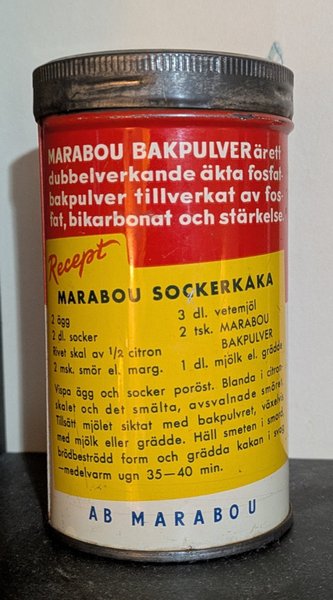 MARABOU BAKPULVER är ett
dubbelverkande äkta fosfat-
bakpulver tillverkat av fos-
fat, bikarbonat och stärkelse.
Recept
MARABOU SOCKERKAKA
2 ägg
2 dl. socker
Rivet skal av 1/2 citron
2 msk. smör el. marg.
3 dl. vetemjöl
2 tsk. MARABOU
BAKPULVER
1 dl. mjölk el. grädde
Vispa ägg och socker poröst. Blanda i citron-
skalet och det smälta, avsvalnade smöret.
Tillsätt mjölet siktat med bakpulvret, växelvis
med mjölk eller grädde. Häll smeten i smord,
brödbeströdd form och grädda kakan i svag
—medelvarm ugn 35—40 min.
AB MARABOU